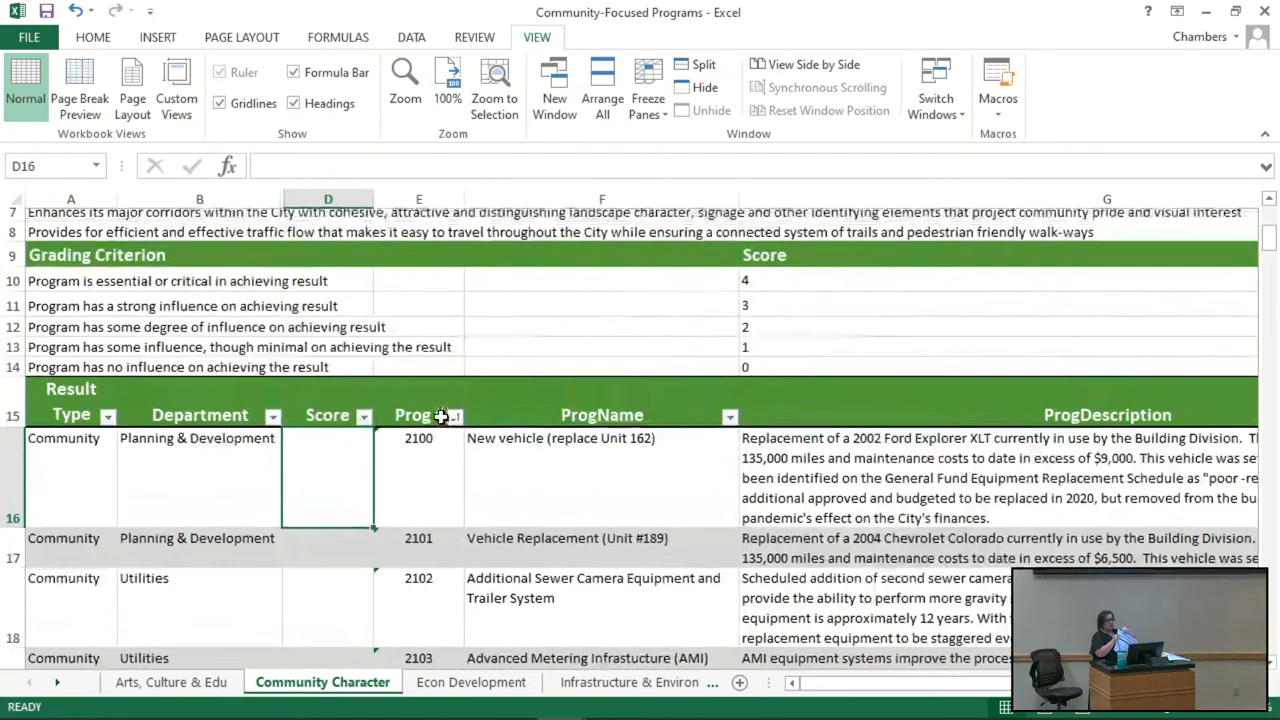 Community-Focused Programs - Excel
FILE HOME INSERT PAGE LAYOUT FORMULAS DATA REVIEW VIEW Chambers
Normal
Page Break Preview
Page Layout
Custom Views
Workbook Views
Ruler
Formula Bar
Gridlines
Headings
Show
Zoom
100
100%
Zoom to Selection
Zoom
New Window
Arrange All
Freeze Panes
Split
Hide
Unhide
View Side by Side
Synchronous Scrolling
Reset Window Position
Window
Switch Windows
Macros
Macros
D16 fx
A B D E F G
7 Enhances its major corridors within the City with cohesive, attractive and distinguishing landscape character, signage and other identifying elements that project community pride and visual interest
8 Provides for efficient and effective traffic flow that makes it easy to travel throughout the City while ensuring a connected system of trails and pedestrian friendly walk-ways
9 Grading Criterion Score
10 Program is essential or critical in achieving result 4
11 Program has a strong influence on achieving result 3
12 Program has some degree of influence on achieving result 2
13 Program has some influence, though minimal on achieving the result 1
14 Program has no influence on achieving the result 0
15 Result Type Department Score Prog ProgName ProgDescription
Community Planning & Development 2100 New vehicle (replace Unit 162) Replacement of a 2002 Ford Explorer XLT currently in use by the Building Division.
135,000 miles and maintenance costs to date in excess of $9,000. This vehicle was
been identified on the General Fund Equipment Replacement Schedule as "poor
additional approved and budgeted to be replaced in 2020, but removed from the
16 pandemic's effect on the City's finances.
Community Planning & Development 2101 Vehicle Replacement (Unit #189) Replacement of a 2004 Chevrolet Colorado currently in use by the Building Division.
17 135,000 miles and maintenance costs to date in excess of $6,500. This vehicle was
Community Utilities 2102 Additional Sewer Camera Equipment and Trailer System Scheduled addition of second sewer
provide the ability to perform more gravity
equipment is approximately 12 years. With
18 replacement equipment to be staggered
Community Utilities 2103 Advanced Metering Infrastucture (AMI) AMI equipment systems improve the
Arts, Culture & Edu Community Character Econ Development Infrastructure & Environ ...
READY